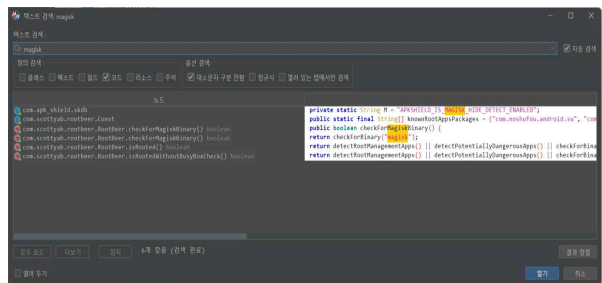 텍스트 검색: magisk
텍스트 검색 :
magisk
자동 검색
정의 검색 :
클래스 메소드 필드 코드 리소스 주석
옵션 검색:
대소문자 구분 안함 정규식 열려 있는 탭에서만 검색
노드
com.apk_shield.skdb
private static String M = "APKSHIELD_IS_MAGISK_HIDE_DETECT_ENABLED";
com.scottyab.rootbeer.Const
public static final String[] knownRootAppsPackages = {"com.noshufou.android.su", "com
com.scottyab.rootbeer.RootBeer.checkForMagiskBinary() boolean
public boolean checkForMagiskBinary() {
com.scottyab.rootbeer.RootBeer.checkForMagiskBinary() boolean
return checkForBinary("magisk");
com.scottyab.rootbeer.RootBeer.isRooted() boolean
return detectRootManagementApps() || detectPotentiallyDangerousApps() || checkForBina
com.scottyab.rootbeer.RootBeer.isRootedWithoutBusyBoxCheck() boolean
return detectRootManagementApps() || detectPotentiallyDangerousApps() || checkForBina
모두 로드 더보기 정지 6개 찾음 (검색 완료) 결과 정렬
열어 두기 열기 취소